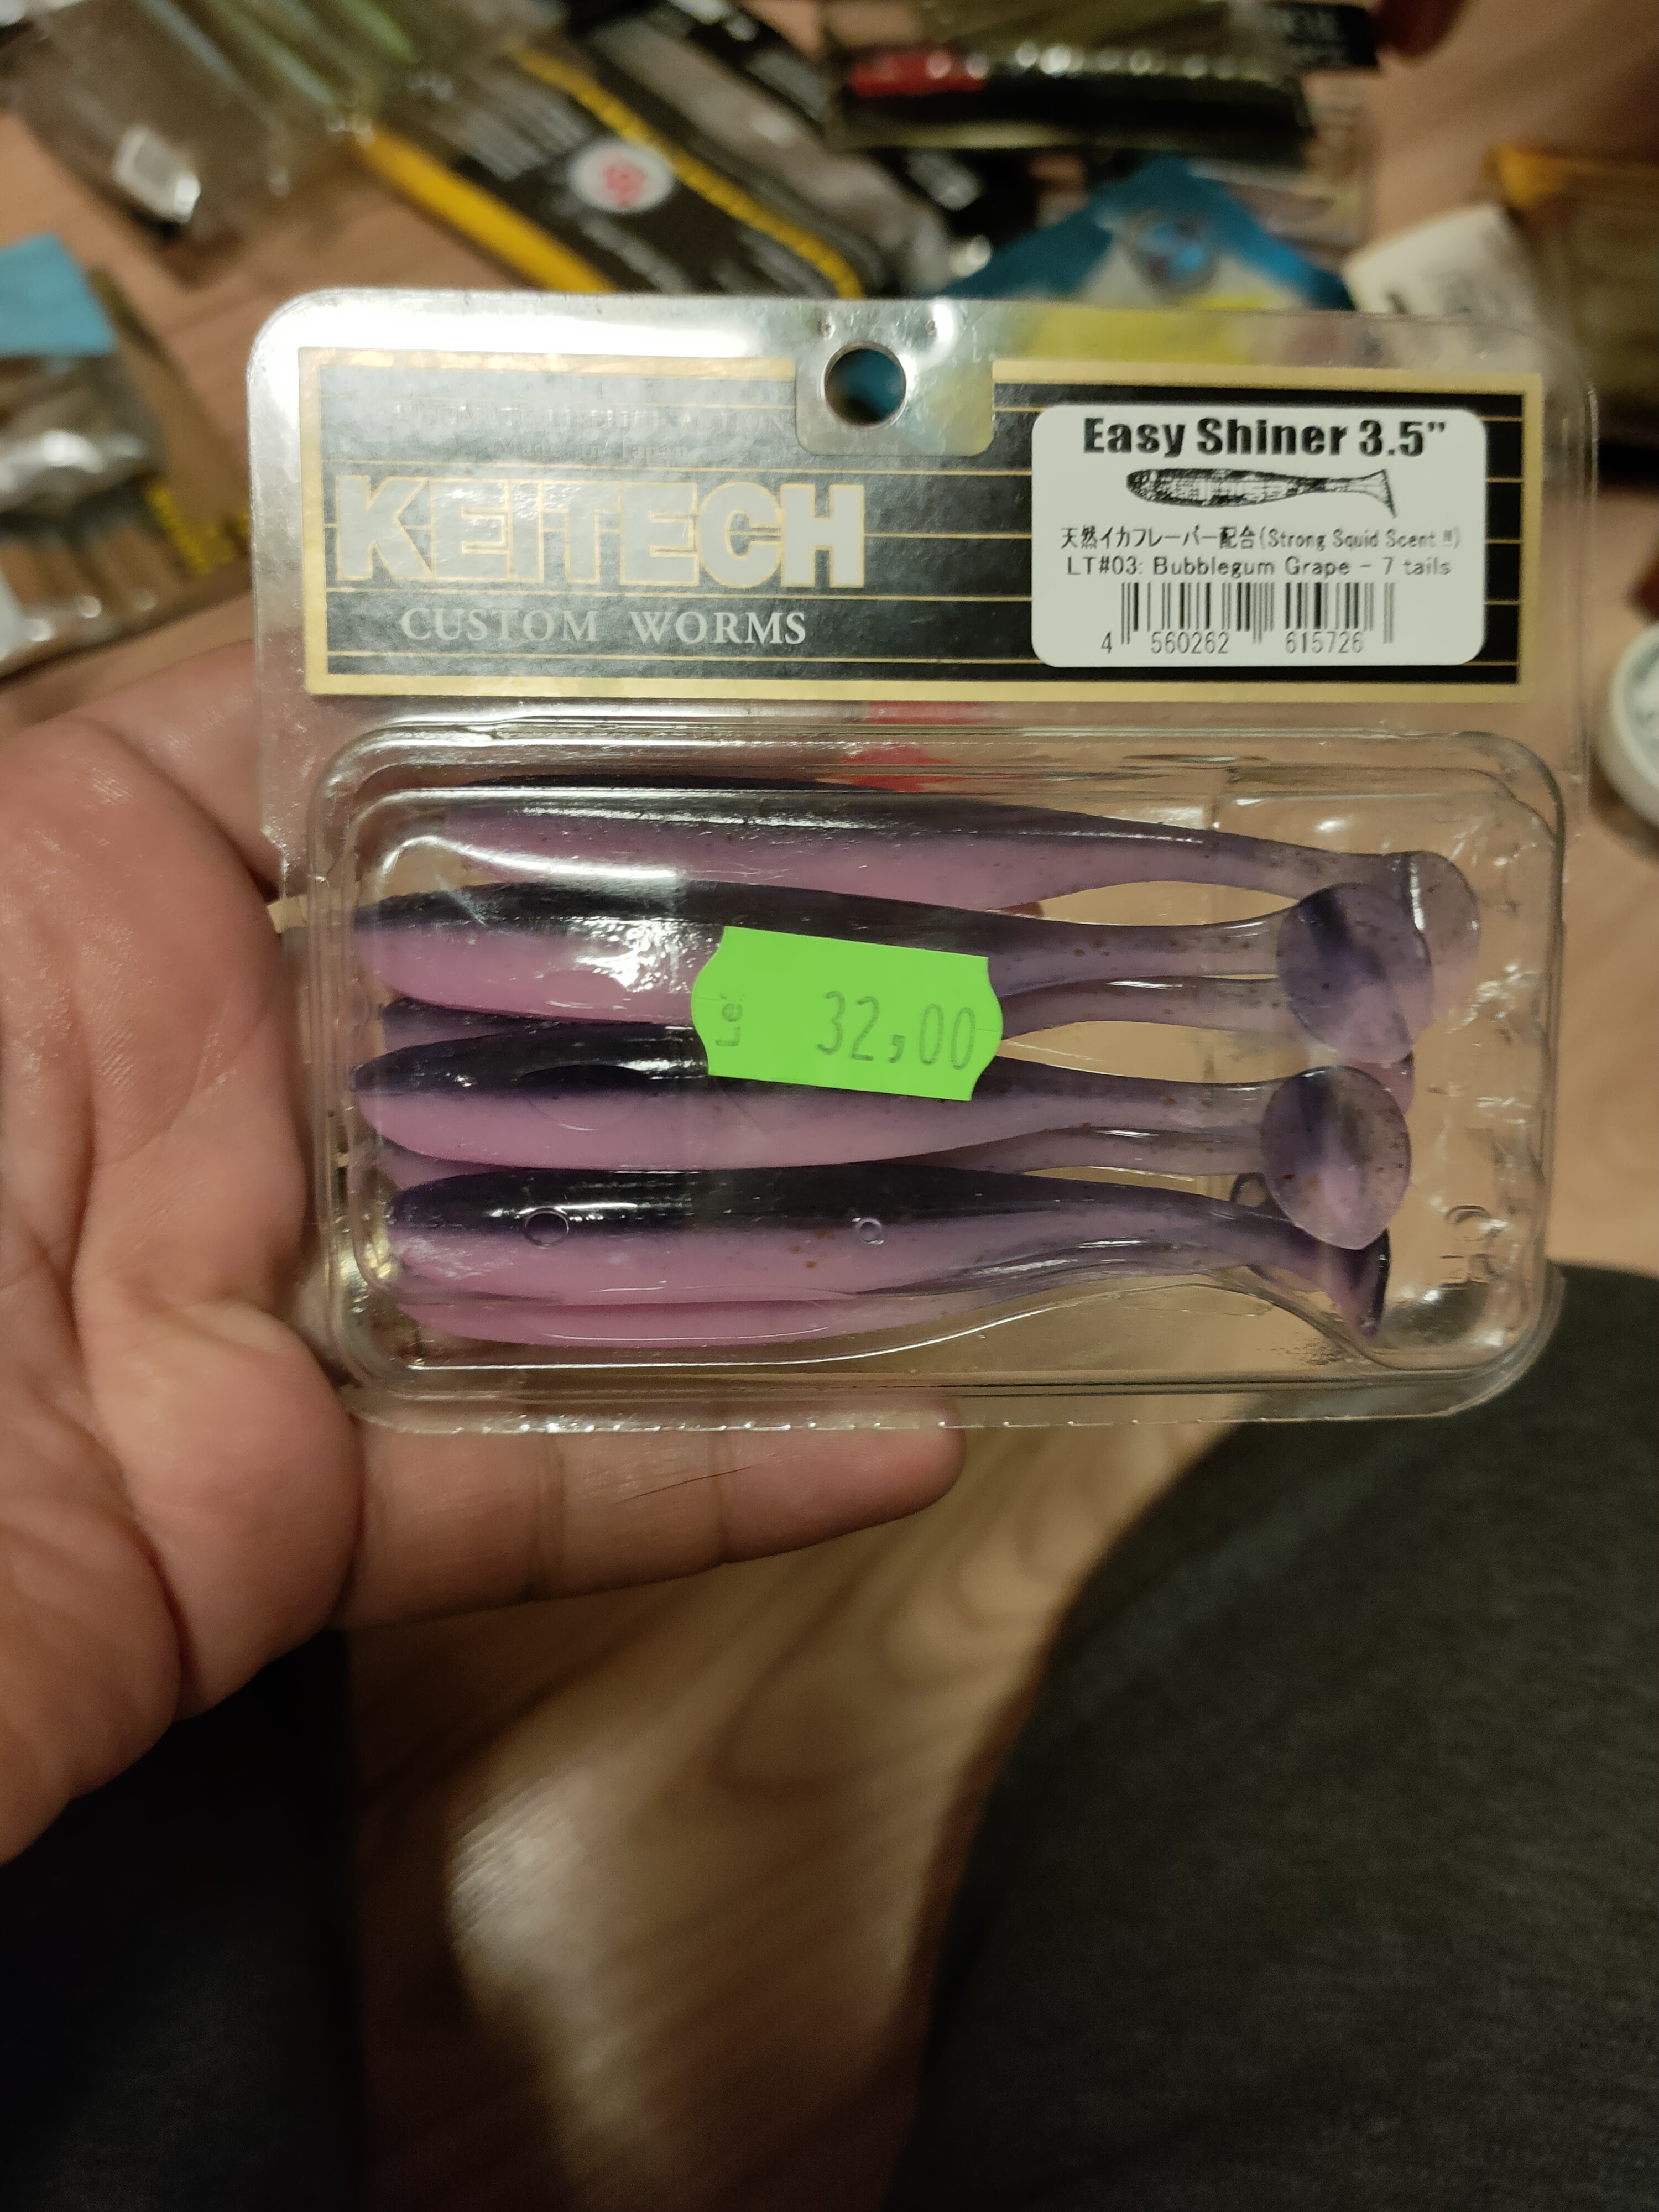 KEITECH
CUSTOM WORMS
Easy Shiner 3.5"
天然イカフレーバー配合(Strong Squid Scent !!!)
LT#03: Bubblegum Grape - 7 tails
4 560262 615726
Lei 32,00